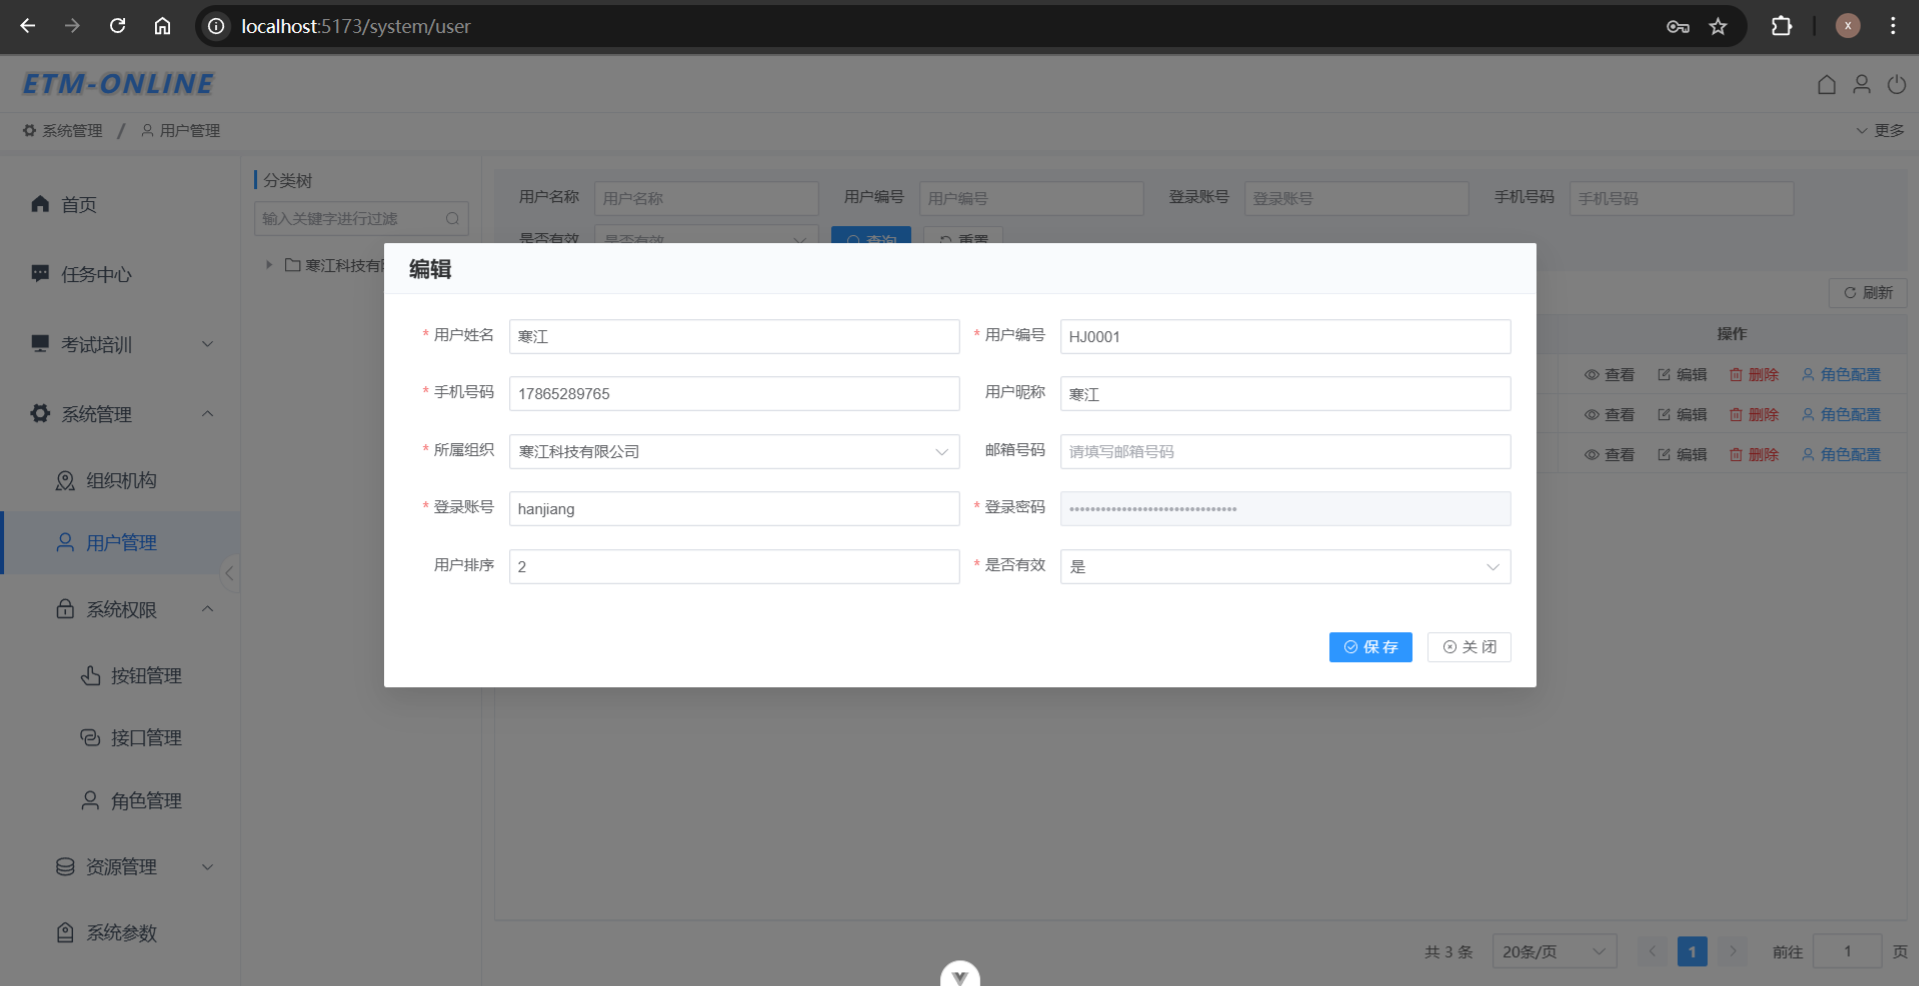 localhost:5173/system/user
x
ETM-ONLINE
系统管理 / 用户管理
更多
首页
任务中心
考试培训
系统管理
组织机构
用户管理
系统权限
按钮管理
接口管理
角色管理
资源管理
系统参数
分类树
输入关键字进行过滤
寒江科技有
用户名称 用户名称 用户编号 用户编号 登录账号 登录账号 手机号码 手机号码
是否有效 是否有效 查询 重置
刷新
操作
查看 编辑 删除 角色配置
查看 编辑 删除 角色配置
查看 编辑 删除 角色配置
编辑
* 用户姓名 寒江 * 用户编号 HJ0001
* 手机号码 17865289765 用户昵称 寒江
* 所属组织 寒江科技有限公司 邮箱号码 请填写邮箱号码
* 登录账号 hanjiang * 登录密码 ••••••••••••••••••••••••••••••••
用户排序 2 * 是否有效 是
保存 关闭
共 3 条 20条/页 1 前往 1 页